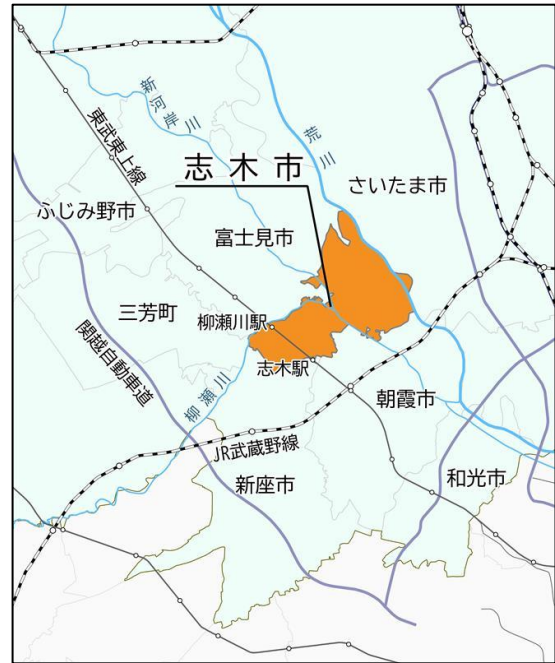 新河岸川
荒川
東武東上線
志木市
さいたま市
ふじみ野市
富士見市
三芳町
柳瀬川駅
関越自動車道
志木駅
柳瀬川
朝霞市
JR武蔵野線
新座市
和光市